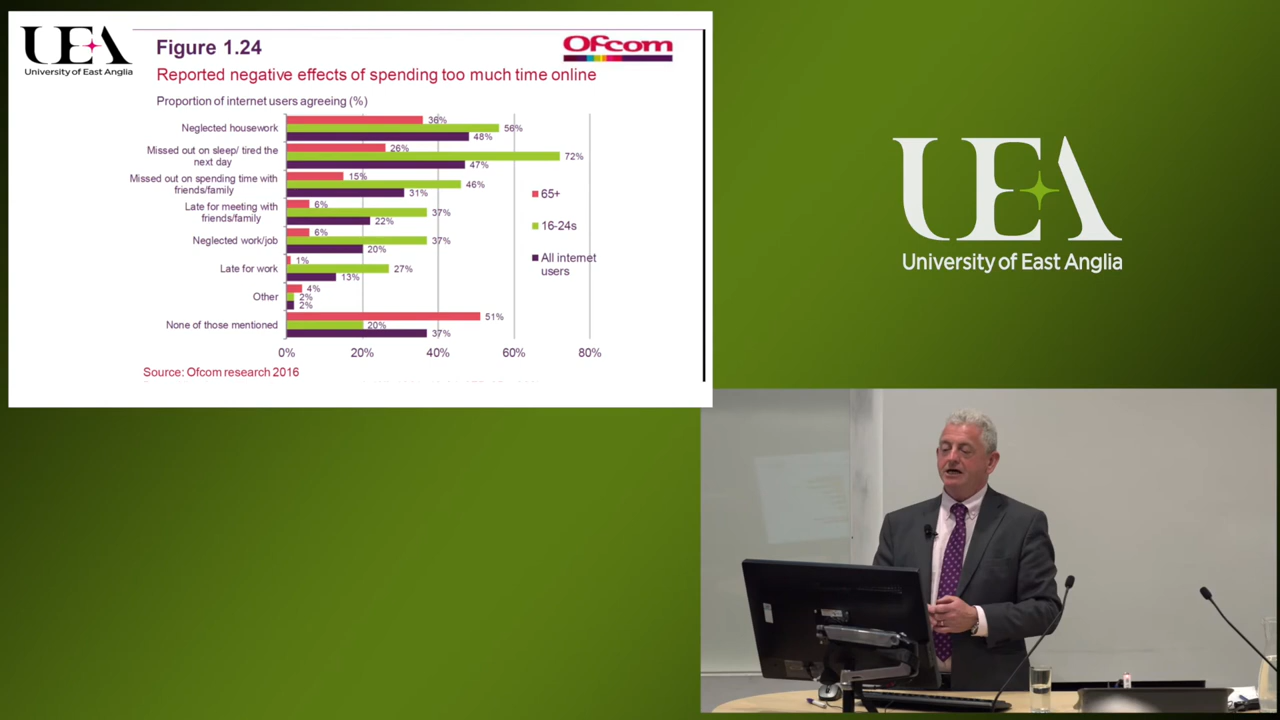 UEA
University of East Anglia
Figure 1.24
Ofcom
Reported negative effects of spending too much time online
Proportion of internet users agreeing (%)
Neglected housework
36%
56%
48%
Missed out on sleep/ tired the
next day
26%
72%
47%
Missed out on spending time with
friends/family
15%
46%
31%
Late for meeting with
friends/family
6%
37%
22%
Neglected work/job
6%
37%
20%
Late for work
1%
27%
13%
Other
4%
2%
2%
None of those mentioned
51%
20%
37%
65+
16-24s
All internet
users
0%
20%
40%
60%
80%
Source: Ofcom research 2016
UEA
University of East Anglia